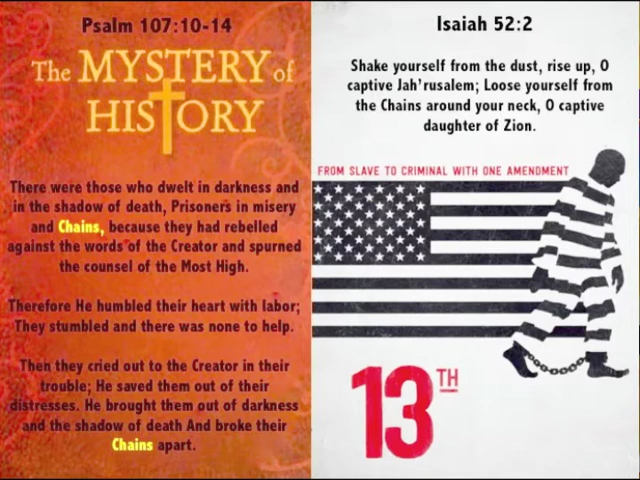 Psalm 107:10-14
The MYSTERY of
HISTORY
There were those who dwelt in darkness and
in the shadow of death, Prisoners in misery
and Chains, because they had rebelled
against the words of the Creator and spurned
the counsel of the Most High.
Therefore He humbled their heart with labor;
They stumbled and there was none to help.
Then they cried out to the Creator in their
trouble; He saved them out of their
distresses. He brought them out of darkness
and the shadow of death And broke their
Chains apart.
Isaiah 52:2
Shake yourself from the dust, rise up, O
captive Jah’rusalem; Loose yourself from
the Chains around your neck, O captive
daughter of Zion.
FROM SLAVE TO CRIMINAL WITH ONE AMENDMENT
13TH